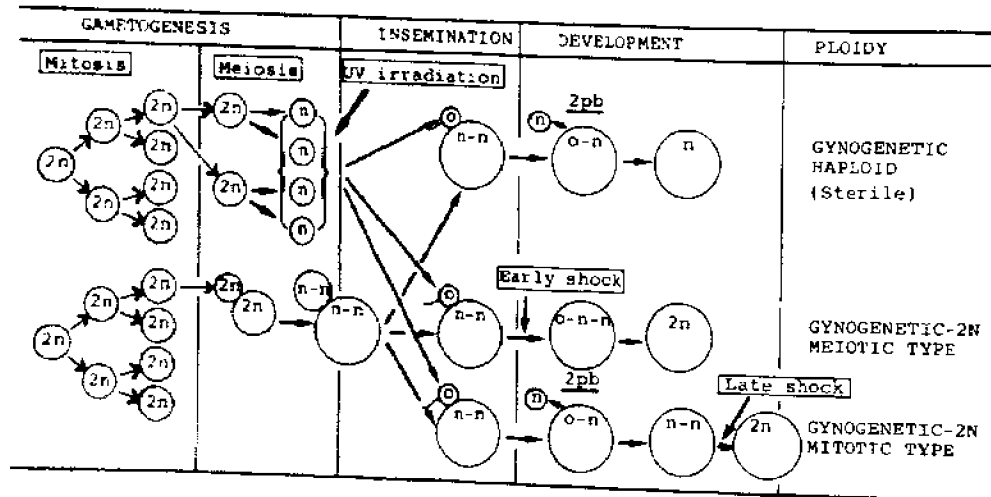 GAMETOGENESIS INSEMINATION DEVELOPMENT PLOIDY
Mitosis Meiosis UV irradiation
2n 2n 2n 2n 2n 2n 2n
2n 2n
n n n n
o n-n
n 2pb o-n
n
GYNOGENETIC
HAPLOID
(Sterile)
2n 2n 2n 2n 2n 2n 2n
2n 2n
n-n n-n
o n-n
Early shock
o-n-n
2n
GYNOGENETIC-2N
MEIOTIC TYPE
o n-n
n 2pb o-n
n-n
Late shock
2n
GYNOGENETIC-2N
MITOTIC TYPE